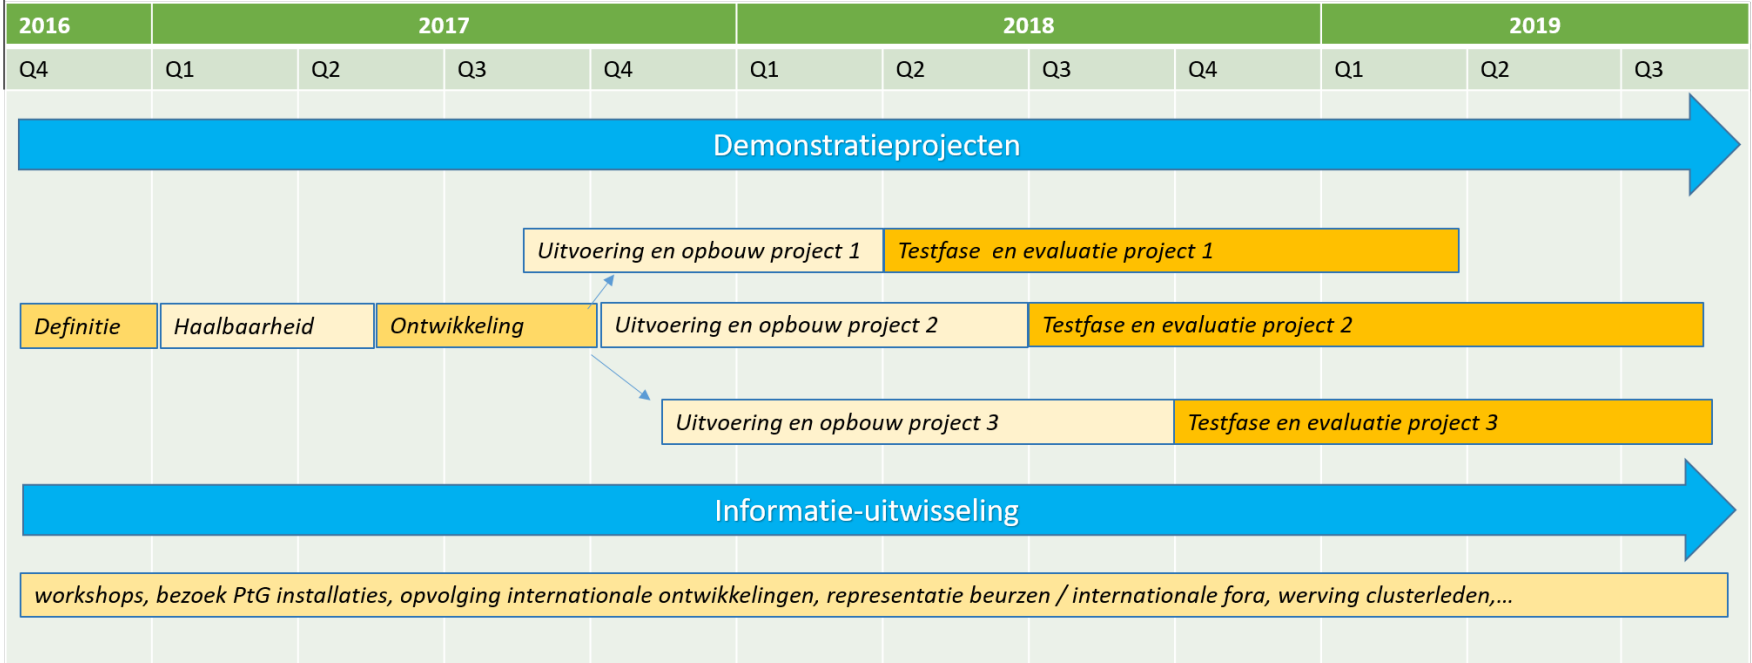 2016 2017 2018 2019
Q4 Q1 Q2 Q3 Q4 Q1 Q2 Q3 Q4 Q1 Q2 Q3
Demonstratieprojecten
Uitvoering en opbouw project 1 Testfase en evaluatie project 1
Definitie Haalbaarheid Ontwikkeling Uitvoering en opbouw project 2 Testfase en evaluatie project 2
Uitvoering en opbouw project 3 Testfase en evaluatie project 3
Informatie-uitwisseling
workshops, bezoek PtG installaties, opvolging internationale ontwikkelingen, representatie beurzen / internationale fora, werving clusterleden,...